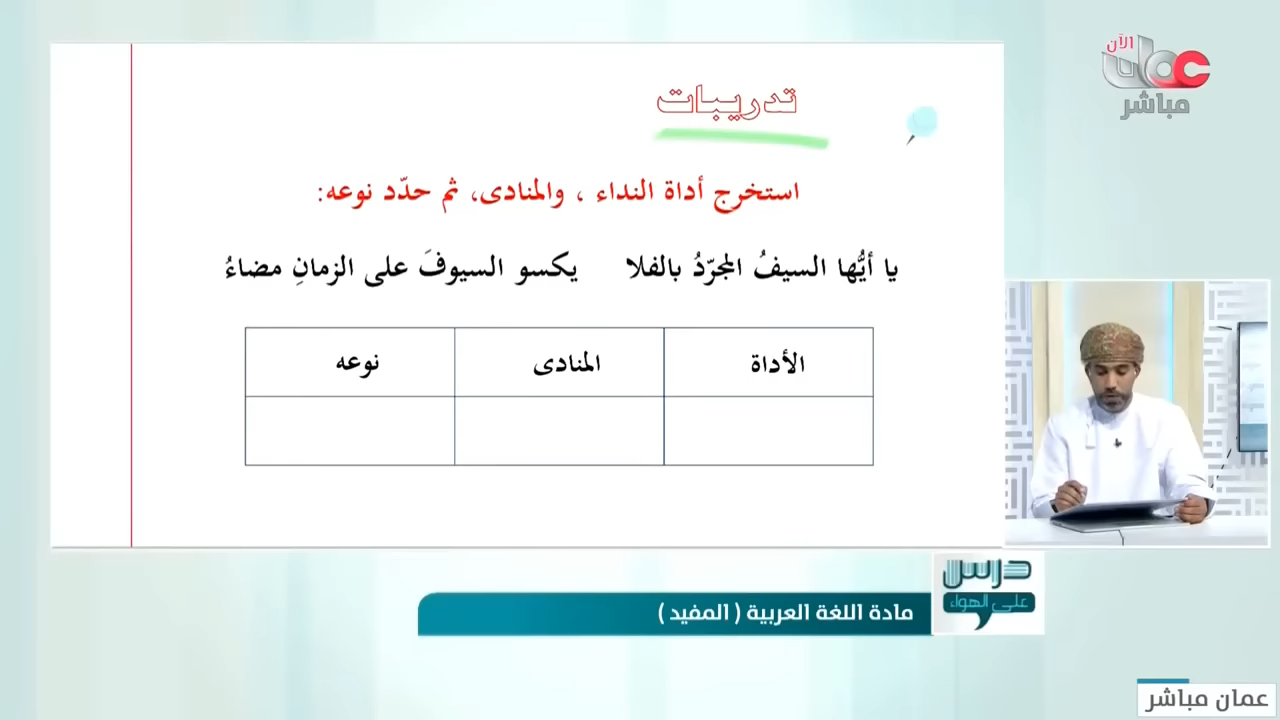 الآن
عمان
مباشر
تدريبات
استخرج أداة النداء ، والمنادى، ثم حدّد نوعه:
يا أيُّها السيفُ المجرّدُ بالفلا يكسو السيوفَ على الزمانِ مضاءُ
الأداة المنادى نوعه
درس
على الهواء
مادة اللغة العربية ( المفيد )
عمان مباشر